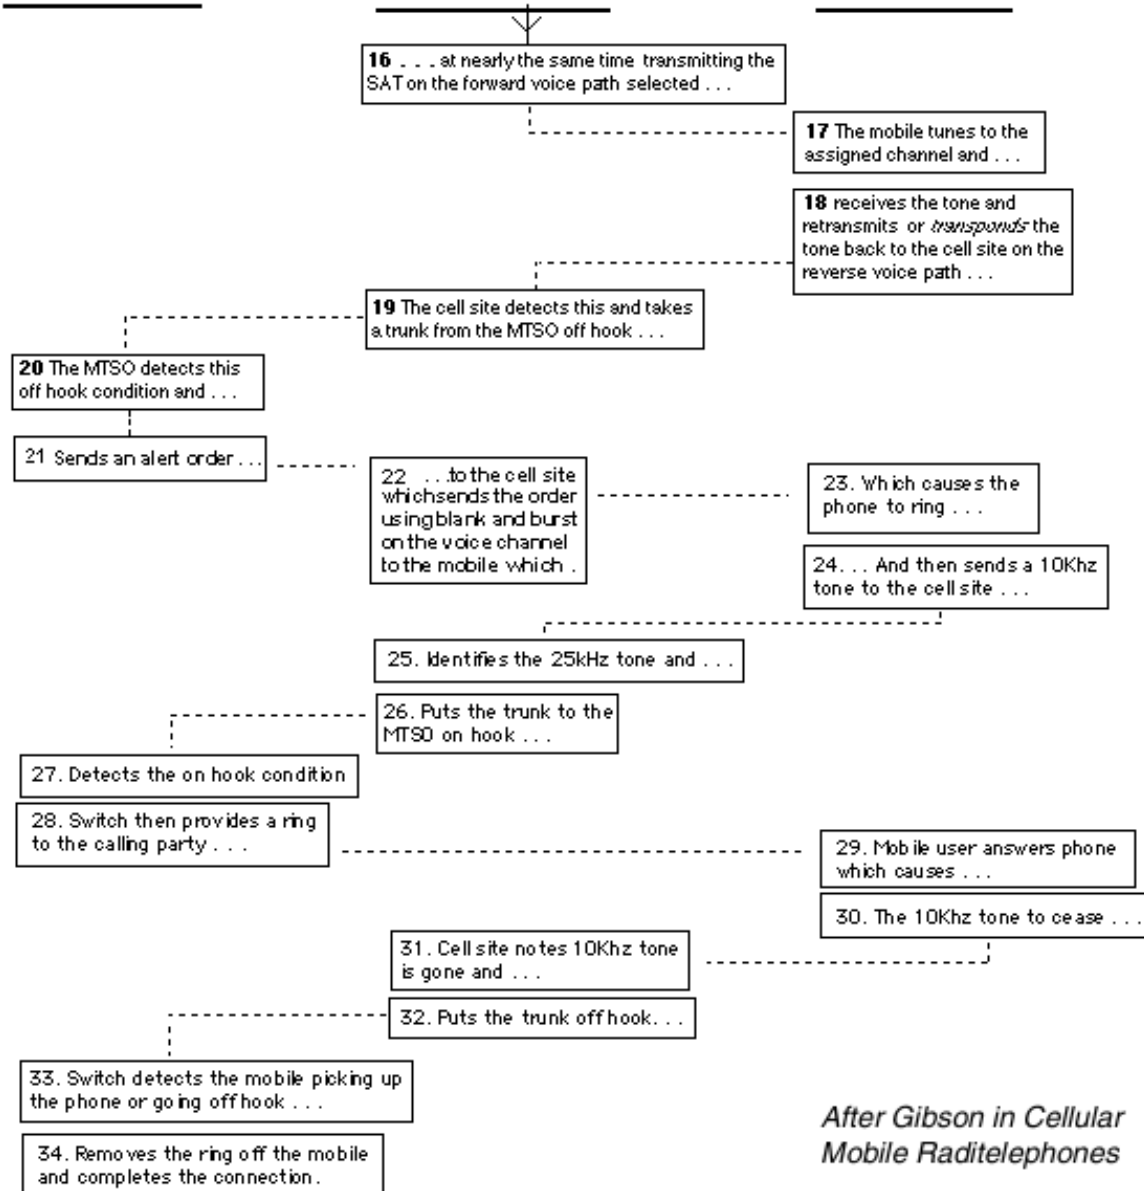 16 . . . at nearly the same time transmitting the
SAT on the forward voice path selected . . .
17 The mobile tunes to the
assigned channel and . . .
18 receives the tone and
retransmits or transponds the
tone back to the cell site on the
reverse voice path . . .
19 The cell site detects this and takes
a trunk from the MTSO off hook . . .
20 The MTSO detects this
off hook condition and . . .
21 Sends an alert order . . .
22 . . . to the cell site
whichsends the order
using blank and burst
on the voice channel
to the mobile which .
23. Which causes the
phone to ring . . .
24. . . And then sends a 10Khz
tone to the cell site . . .
25. Identifies the 25kHz tone and . . .
26. Puts the trunk to the
MTSO on hook . . .
27. Detects the on hook condition
28. Switch then provides a ring
to the calling party . . .
29. Mobile user answers phone
which causes . . .
30. The 10Khz tone to cease . . .
31. Cell site notes 10Khz tone
is gone and . . .
32. Puts the trunk off hook. . .
33. Switch detects the mobile picking up
the phone or going off hook . . .
34. Removes the ring off the mobile
and completes the connection.
After Gibson in Cellular
Mobile Raditelephones